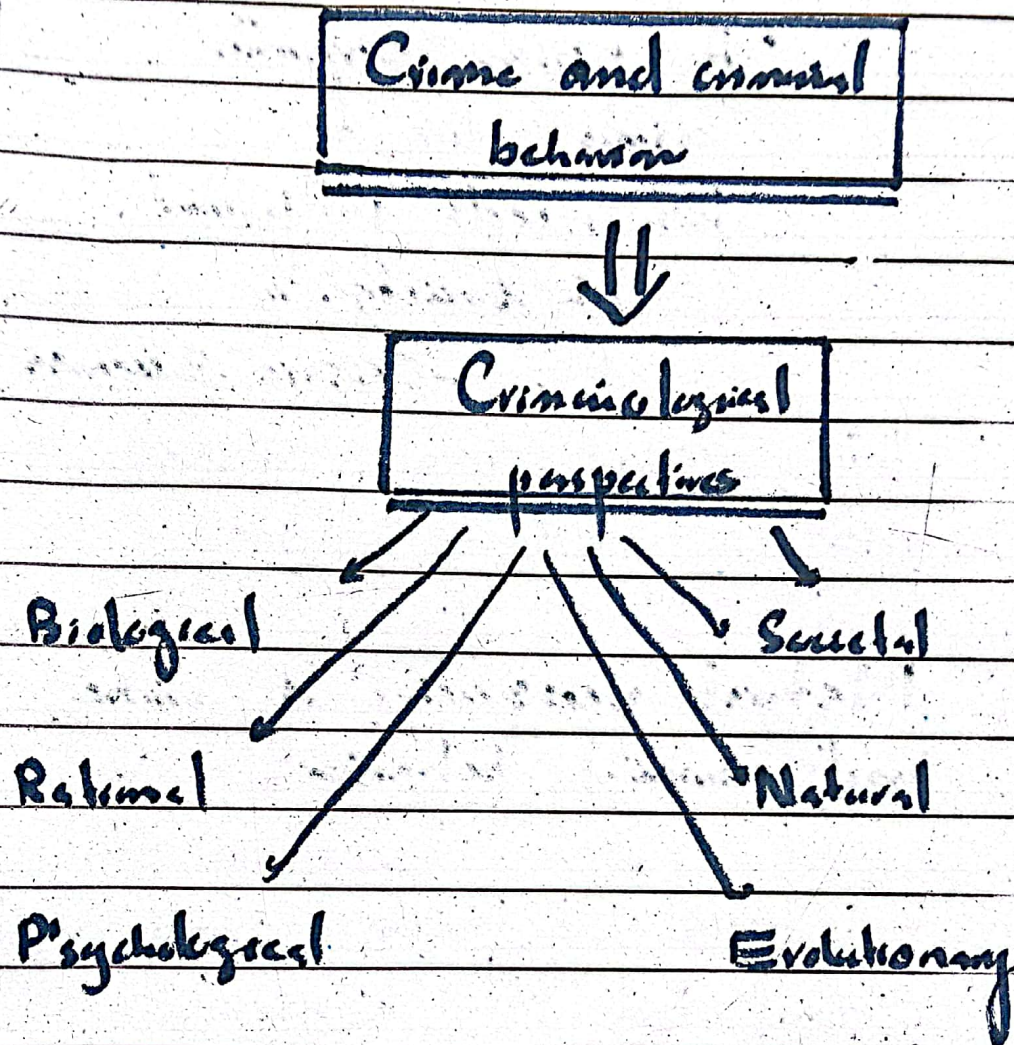 Crime and criminal
behavior
Criminological
perspectives
Biological
Societal
Rational
Natural
Psychological
Evolutionary